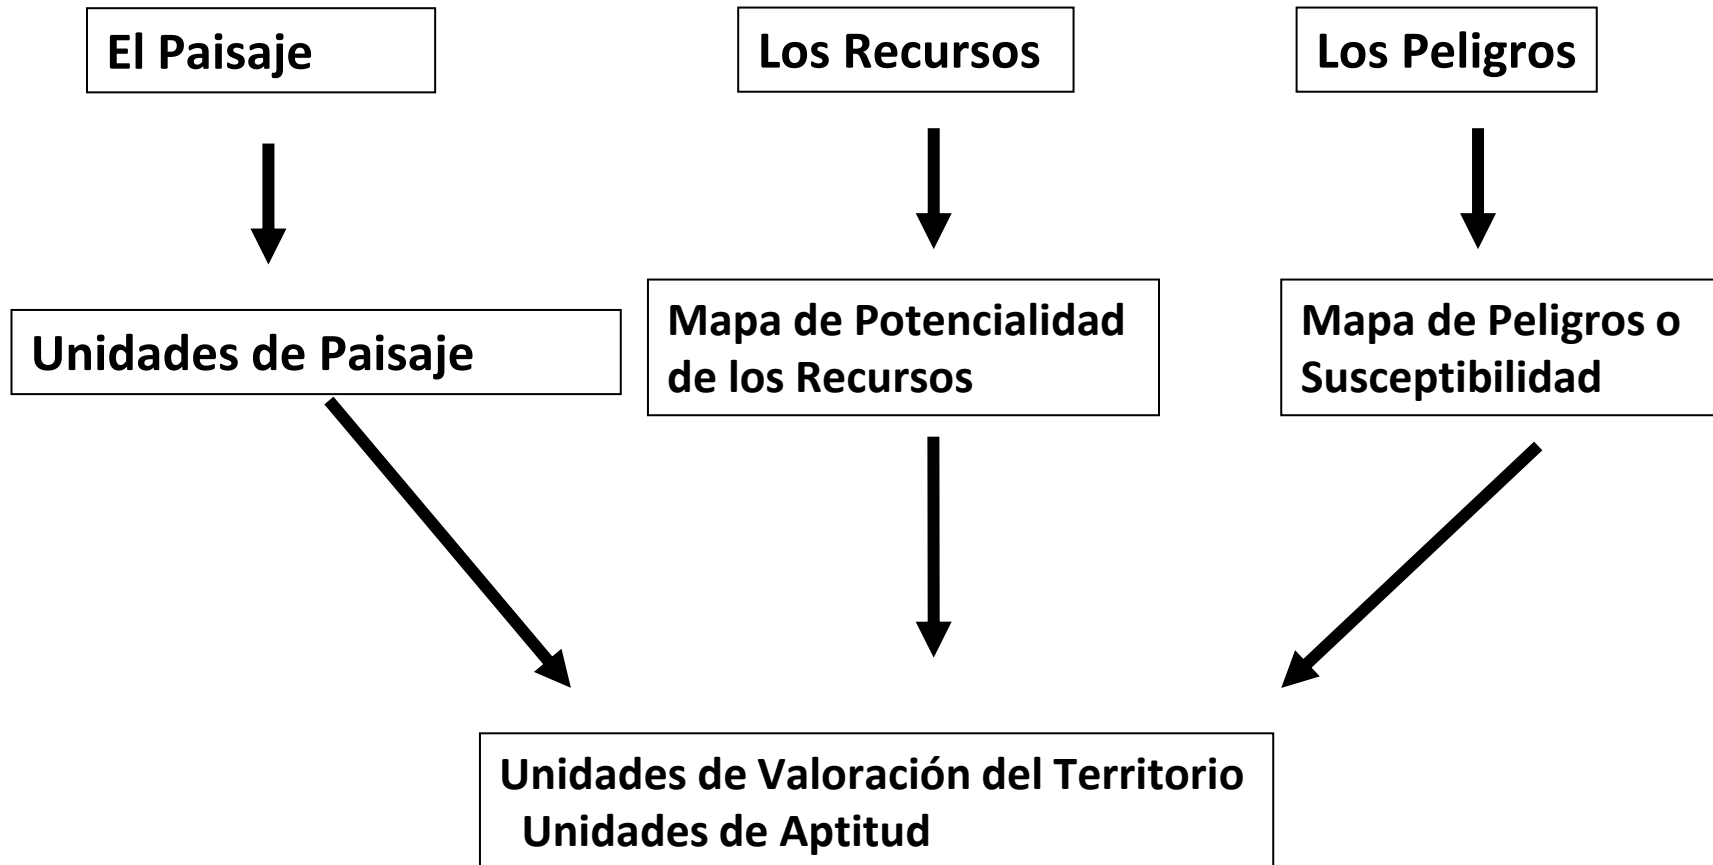 El Paisaje
Los Recursos
Los Peligros
Unidades de Paisaje
Mapa de Potencialidad
de los Recursos
Mapa de Peligros o
Susceptibilidad
Unidades de Valoración del Territorio
Unidades de Aptitud